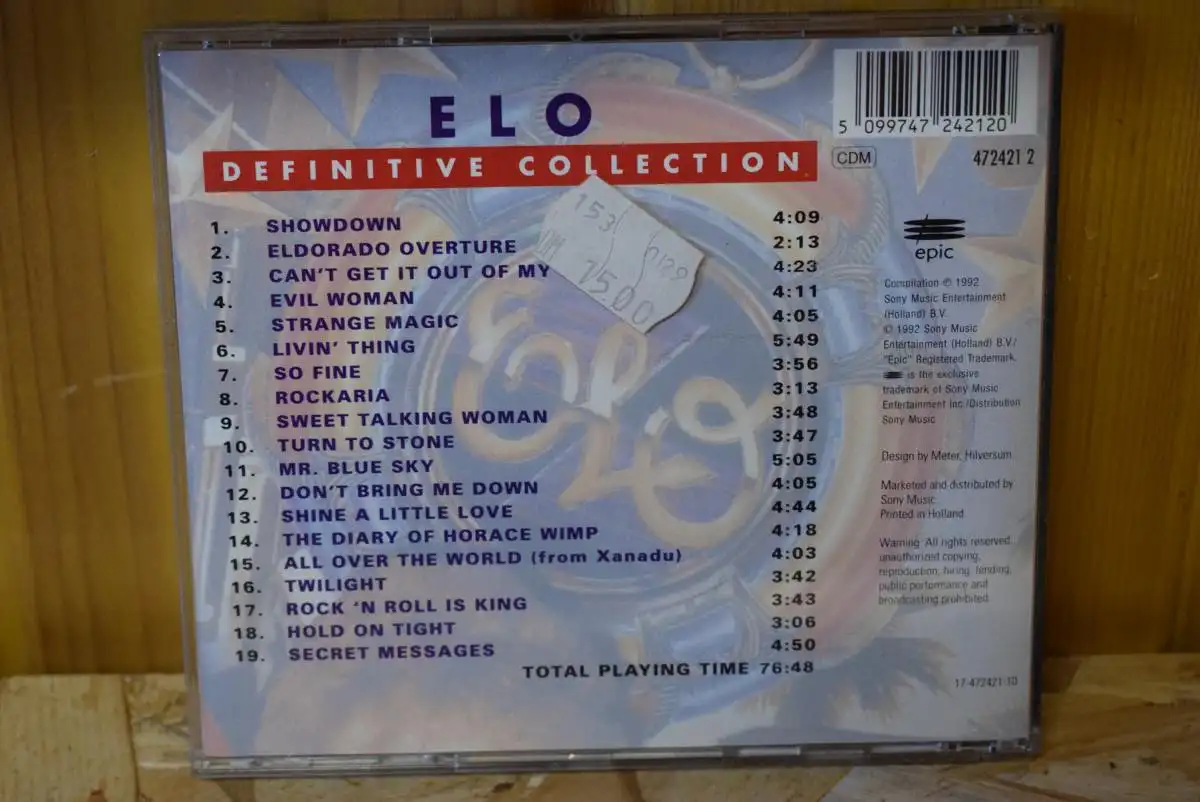 ELO
DEFINITIVE COLLECTION
1. SHOWDOWN 4:09
2. ELDORADO OVERTURE 2:13
3. CAN'T GET IT OUT OF MY 4:23
4. EVIL WOMAN 4:11
5. STRANGE MAGIC 4:05
6. LIVIN' THING 5:49
7. SO FINE 3:56
8. ROCKARIA 3:13
9. SWEET TALKING WOMAN 3:48
10. TURN TO STONE 3:47
11. MR. BLUE SKY 5:05
12. DON'T BRING ME DOWN 4:05
13. SHINE A LITTLE LOVE 4:44
14. THE DIARY OF HORACE WIMP 4:18
15. ALL OVER THE WORLD (from Xanadu) 4:03
16. TWILIGHT 3:42
17. ROCK 'N ROLL IS KING 3:43
18. HOLD ON TIGHT 3:06
19. SECRET MESSAGES 4:50
TOTAL PLAYING TIME 76:48
153
DM 15.00
5 099747 242120
CDM 472421 2
epic
Compilation ℗ 1992
Sony Music Entertainment
(Holland) B.V.
© 1992 Sony Music
Entertainment (Holland) B.V./
"Epic" Registered Trademark.
is the exclusive
trademark of Sony Music
Entertainment Inc./Distribution
Sony Music
Design by Meter, Hilversum
Marketed and distributed by
Sony Music
Printed in Holland
Warning: All rights reserved.
unauthorized copying,
reproduction, hiring, lending,
public performance and
broadcasting prohibited.
17-472421-10